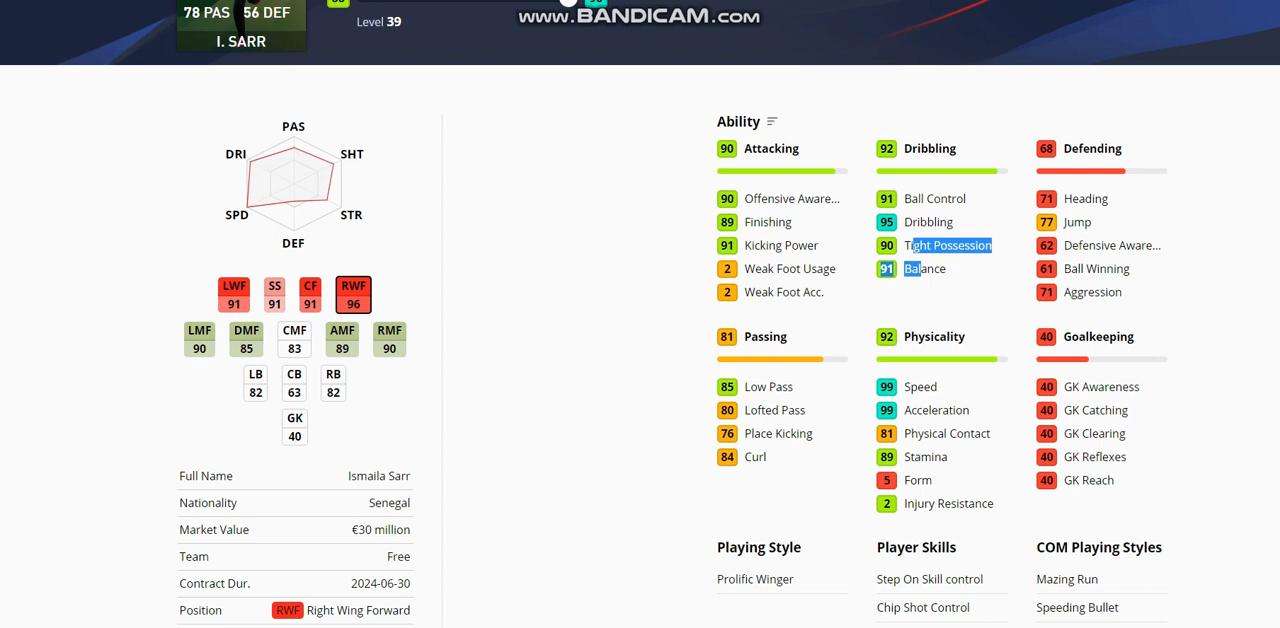 78 PAS 56 DEF
I. SARR
Level 39
www.BANDICAM.com
PAS
DRI
SHT
SPD
STR
DEF
LWF SS CF RWF
91 91 91 96
LMF DMF CMF AMF RMF
90 85 83 89 90
LB CB RB
82 63 82
GK
40
Full Name Ismaila Sarr
Nationality Senegal
Market Value €30 million
Team Free
Contract Dur. 2024-06-30
Position RWF Right Wing Forward
Ability
90 Attacking
90 Offensive Aware...
89 Finishing
91 Kicking Power
2 Weak Foot Usage
2 Weak Foot Acc.
92 Dribbling
91 Ball Control
95 Dribbling
90 Tight Possession
91 Balance
68 Defending
71 Heading
77 Jump
62 Defensive Aware...
61 Ball Winning
71 Aggression
81 Passing
85 Low Pass
80 Lofted Pass
76 Place Kicking
84 Curl
92 Physicality
99 Speed
99 Acceleration
81 Physical Contact
89 Stamina
5 Form
2 Injury Resistance
40 Goalkeeping
40 GK Awareness
40 GK Catching
40 GK Clearing
40 GK Reflexes
40 GK Reach
Playing Style
Prolific Winger
Player Skills
Step On Skill control
Chip Shot Control
COM Playing Styles
Mazing Run
Speeding Bullet